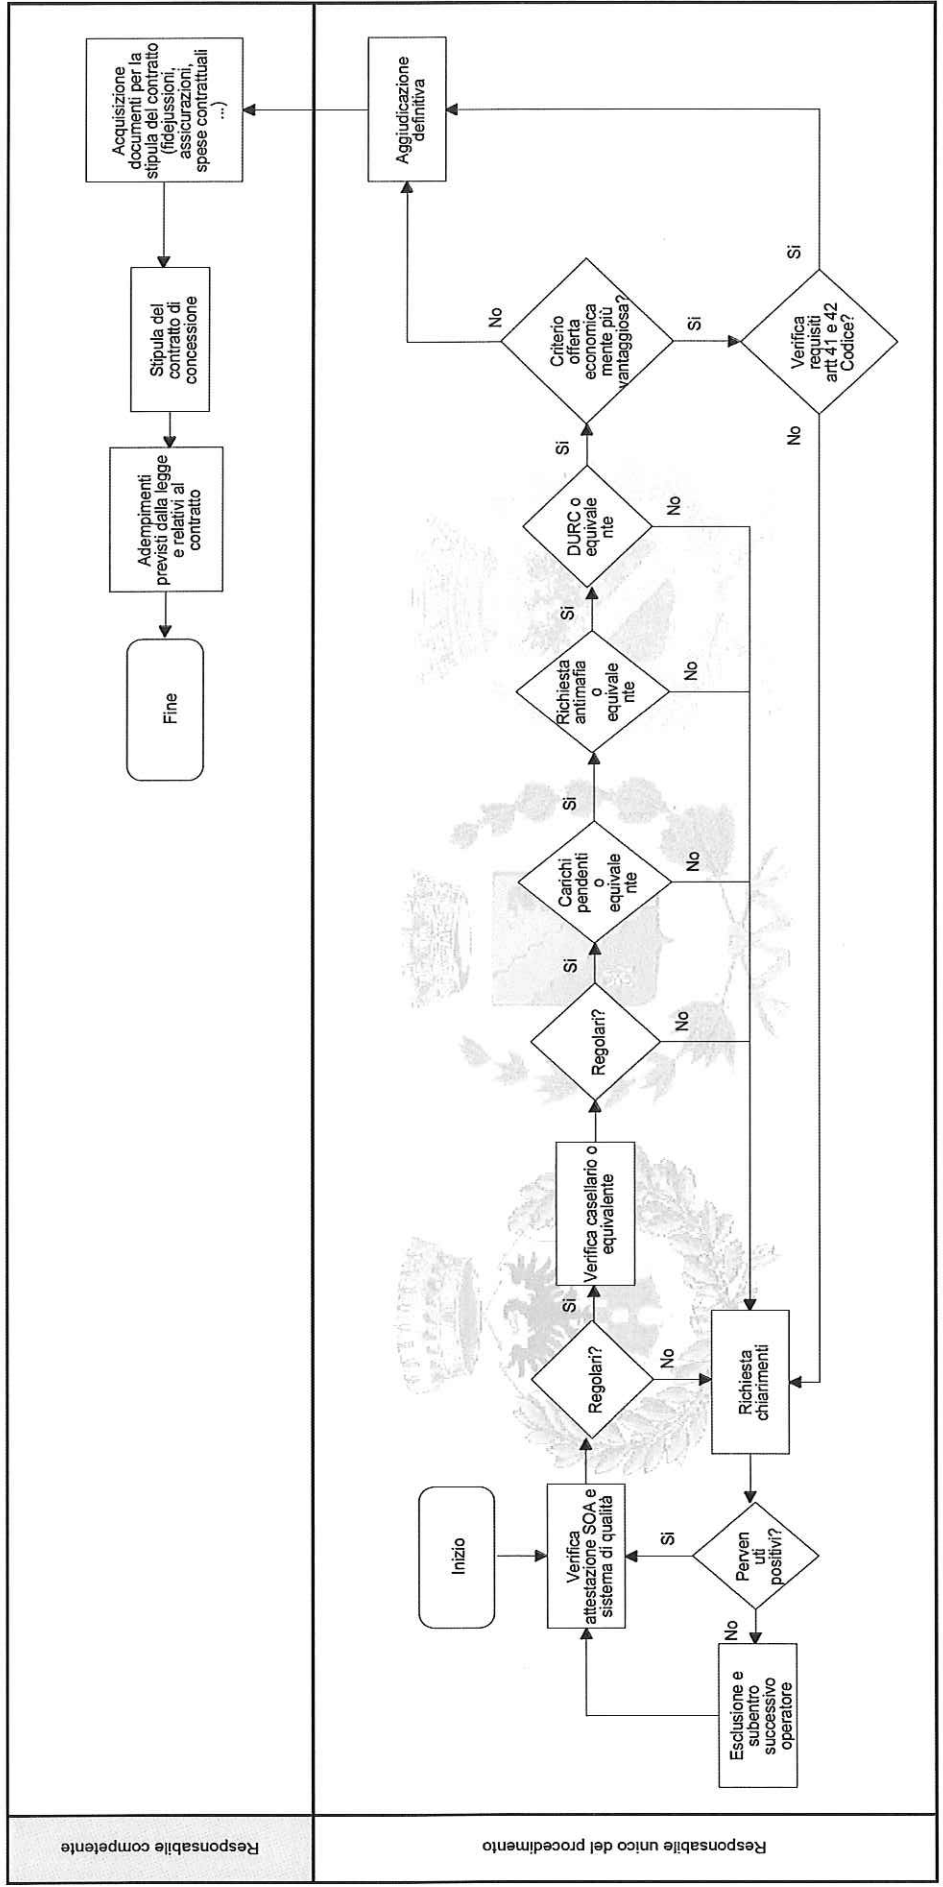 Responsabile competente
Fine
Adempimenti
previsti dalla legge
e relativi al
contratto
Stipula del
contratto di
concessione
Acquisizione
documenti per la
stipula del contratto
(fidejussioni,
assicurazioni,
spese contrattuali
...)
Responsabile unico del procedimento
Inizio
Verifica
attestazione SOA e
sistema di qualità
Regolari?
Si
No
Verifica casellario o
equivalente
Regolari?
Si
No
Carichi
pendenti
o
equivale
nte
Si
No
Richiesta
antimafia
o
equivale
nte
Si
No
DURC o
equivale
nte
Si
No
Criterio
offerta
economica
mente più
vantaggiosa?
No
Si
Aggiudicazione
definitiva
Verifica
requisiti
artt 41 e 42
Codice?
Si
No
Richiesta
chiarimenti
Perven
uti
positivi?
Si
No
Esclusione e
subentro
successivo
operatore